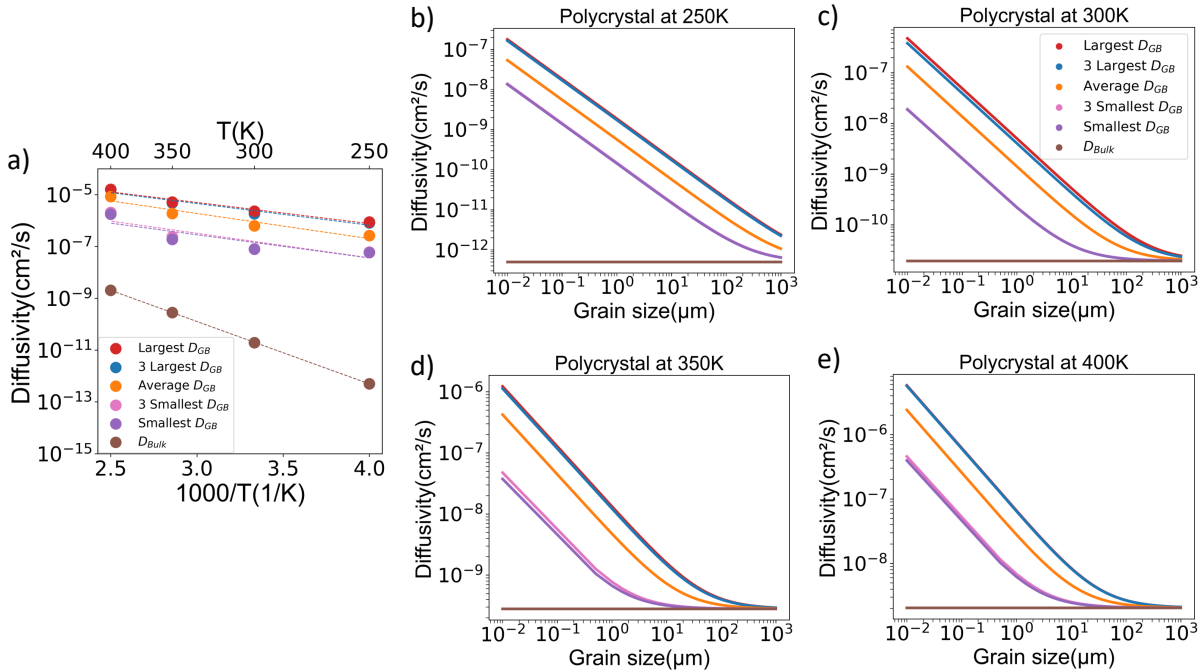 a)
T(K)
400 350 300 250
10⁻⁵
10⁻⁷
10⁻⁹
10⁻¹¹
10⁻¹³
10⁻¹⁵
Diffusivity(cm²/s)
Largest D_GB
3 Largest D_GB
Average D_GB
3 Smallest D_GB
Smallest D_GB
D_Bulk
2.5 3.0 3.5 4.0
1000/T(1/K)
b)
Polycrystal at 250K
Diffusivity(cm²/s)
10⁻⁷
10⁻⁸
10⁻⁹
10⁻¹⁰
10⁻¹¹
10⁻¹²
10⁻² 10⁻¹ 10⁰ 10¹ 10² 10³
Grain size(μm)
c)
Polycrystal at 300K
Diffusivity(cm²/s)
10⁻⁷
10⁻⁸
10⁻⁹
10⁻¹⁰
Largest D_GB
3 Largest D_GB
Average D_GB
3 Smallest D_GB
Smallest D_GB
D_Bulk
10⁻² 10⁻¹ 10⁰ 10¹ 10² 10³
Grain size(μm)
d)
Polycrystal at 350K
Diffusivity(cm²/s)
10⁻⁶
10⁻⁷
10⁻⁸
10⁻⁹
10⁻² 10⁻¹ 10⁰ 10¹ 10² 10³
Grain size(μm)
e)
Polycrystal at 400K
Diffusivity(cm²/s)
10⁻⁶
10⁻⁷
10⁻⁸
10⁻² 10⁻¹ 10⁰ 10¹ 10² 10³
Grain size(μm)